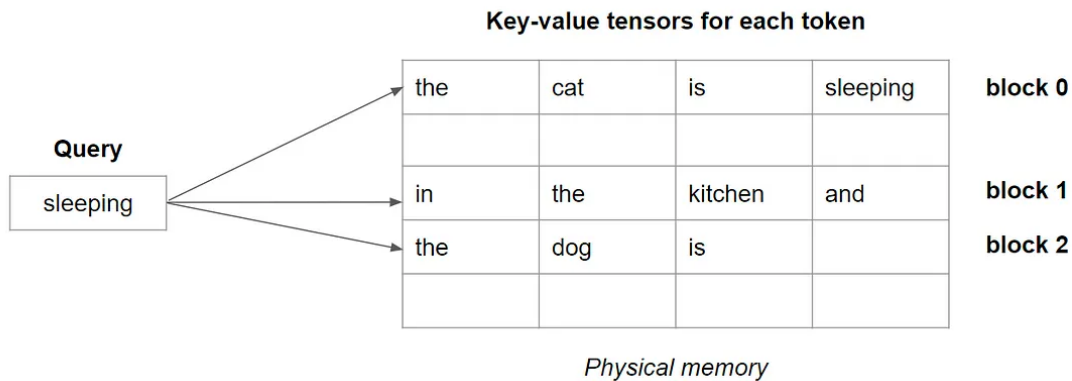 Key-value tensors for each token
the cat is sleeping block 0
Query
sleeping
in the kitchen and block 1
the dog is block 2
Physical memory